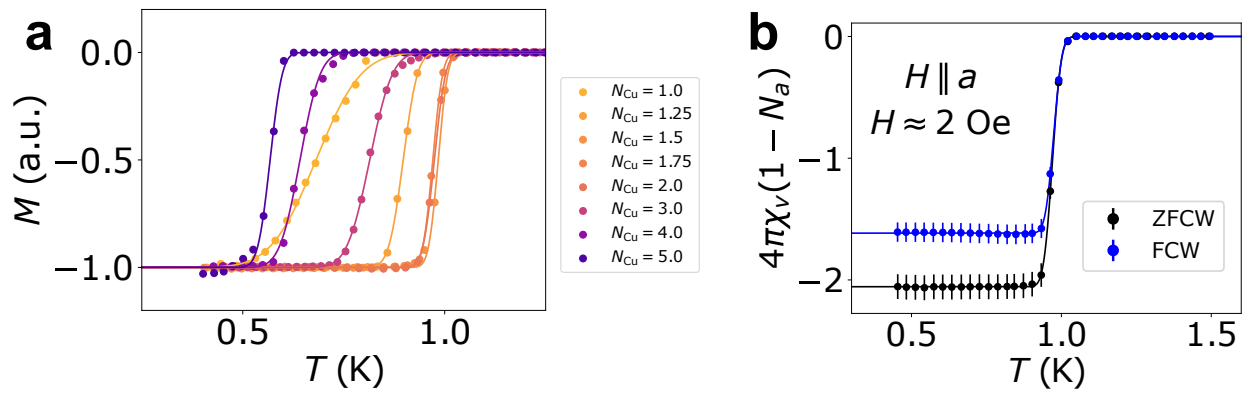 a
0.0
−0.5
−1.0
M (a.u.)
0.5
1.0
T (K)
N_Cu = 1.0
N_Cu = 1.25
N_Cu = 1.5
N_Cu = 1.75
N_Cu = 2.0
N_Cu = 3.0
N_Cu = 4.0
N_Cu = 5.0
b
0
−1
−2
4πχ_v(1 − N_a)
H ∥ a
H ≈ 2 Oe
ZFCW
FCW
0.5
1.0
1.5
T (K)